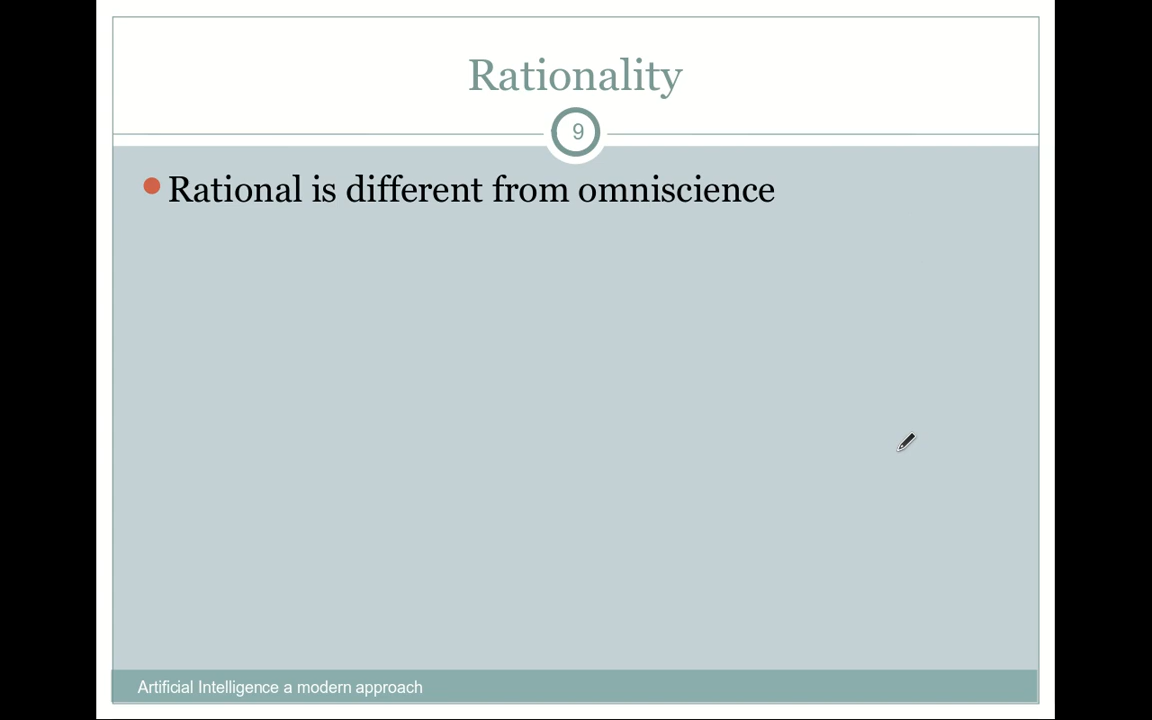 Rationality
9
Rational is different from omniscience
Artificial Intelligence a modern approach